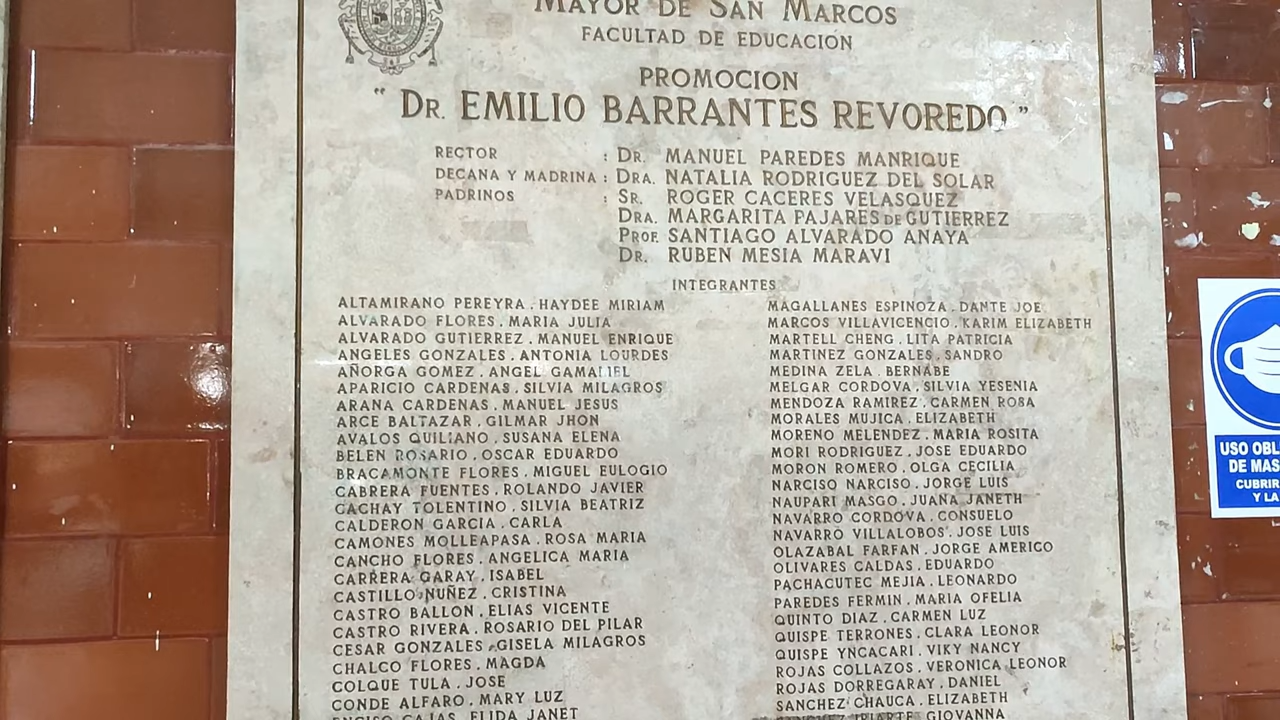 MAYOR DE SAN MARCOS
FACULTAD DE EDUCACIÓN
PROMOCION
" DR. EMILIO BARRANTES REVOREDO "
RECTOR : DR. MANUEL PAREDES MANRIQUE
DECANA Y MADRINA : DRA. NATALIA RODRIGUEZ DEL SOLAR
PADRINOS : SR. ROGER CACERES VELASQUEZ
DRA. MARGARITA PAJARES DE GUTIERREZ
PROF. SANTIAGO ALVARADO ANAYA
DR. RUBEN MESIA MARAVI
INTEGRANTES
ALTAMIRANO PEREYRA . HAYDEE MIRIAM
ALVARADO FLORES . MARIA JULIA
ALVARADO GUTIERREZ . MANUEL ENRIQUE
ANGELES GONZALES . ANTONIA LOURDES
AÑORGA GOMEZ . ANGEL GAMALIEL
APARICIO CARDENAS . SILVIA MILAGROS
ARANA CARDENAS . MANUEL JESUS
ARCE BALTAZAR . GILMAR JHON
AVALOS QUILIANO . SUSANA ELENA
BELEN ROSARIO . OSCAR EDUARDO
BRACAMONTE FLORES . MIGUEL EULOGIO
CABRERA FUENTES . ROLANDO JAVIER
CACHAY TOLENTINO . SILVIA BEATRIZ
CALDERON GARCIA . CARLA
CAMONES MOLLEAPASA . ROSA MARIA
CANCHO FLORES . ANGELICA MARIA
CARRERA GARAY . ISABEL
CASTILLO NUÑEZ . CRISTINA
CASTRO BALLON . ELIAS VICENTE
CASTRO RIVERA . ROSARIO DEL PILAR
CESAR GONZALES . GISELA MILAGROS
CHALCO FLORES . MAGDA
COLQUE TULA . JOSE
CONDE ALFARO . MARY LUZ
ENCISO CAJAS . ELIDA JANET
MAGALLANES ESPINOZA . DANTE JOE
MARCOS VILLAVICENCIO . KARIM ELIZABETH
MARTELL CHENG . LITA PATRICIA
MARTINEZ GONZALES . SANDRO
MEDINA ZELA . BERNABE
MELGAR CORDOVA . SILVIA YESENIA
MENDOZA RAMIREZ . CARMEN ROSA
MORALES MUJICA . ELIZABETH
MORENO MELENDEZ . MARIA ROSITA
MORI RODRIGUEZ . JOSE EDUARDO
MORON ROMERO . OLGA CECILIA
NARCISO NARCISO . JORGE LUIS
NAUPARI MASGO . JUANA JANETH
NAVARRO CORDOVA . CONSUELO
NAVARRO VILLALOBOS . JOSE LUIS
OLAZABAL FARFAN . JORGE AMERICO
OLIVARES CALDAS . EDUARDO
PACHACUTEC MEJIA . LEONARDO
PAREDES FERMIN . MARIA OFELIA
QUINTO DIAZ . CARMEN LUZ
QUISPE TERRONES . CLARA LEONOR
QUISPE YNCACARI . VIKY NANCY
ROJAS COLLAZOS . VERONICA LEONOR
ROJAS DORREGARAY . DANIEL
SANCHEZ CHAUCA . ELIZABETH
SANCHEZ IRIARTE . GIOVANNA
USO OBL
DE MAS
CUBRIR
Y LA